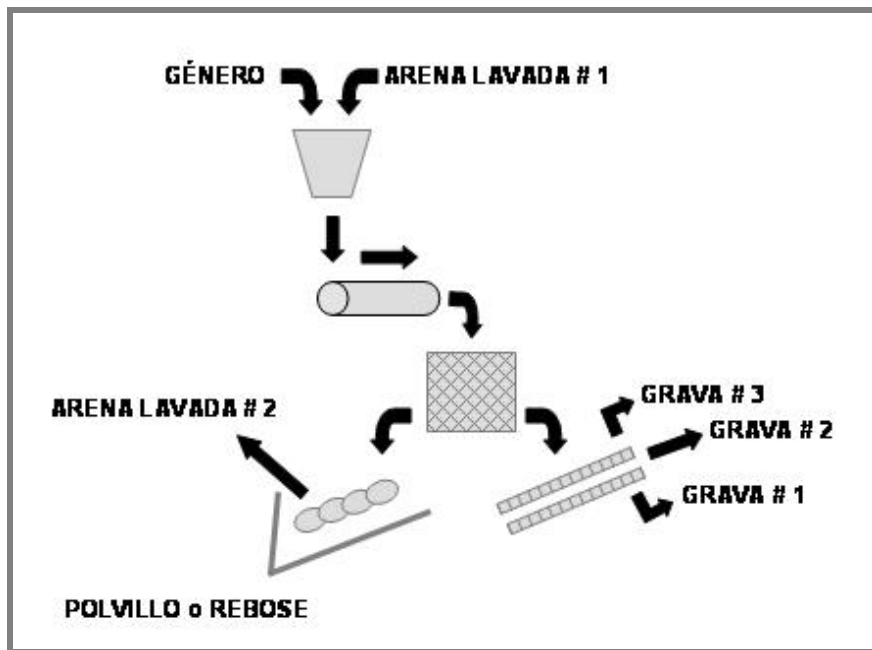 GÉNERO
ARENA LAVADA # 1
ARENA LAVADA # 2
GRAVA # 3
GRAVA # 2
GRAVA # 1
POLVILLO o REBOSE